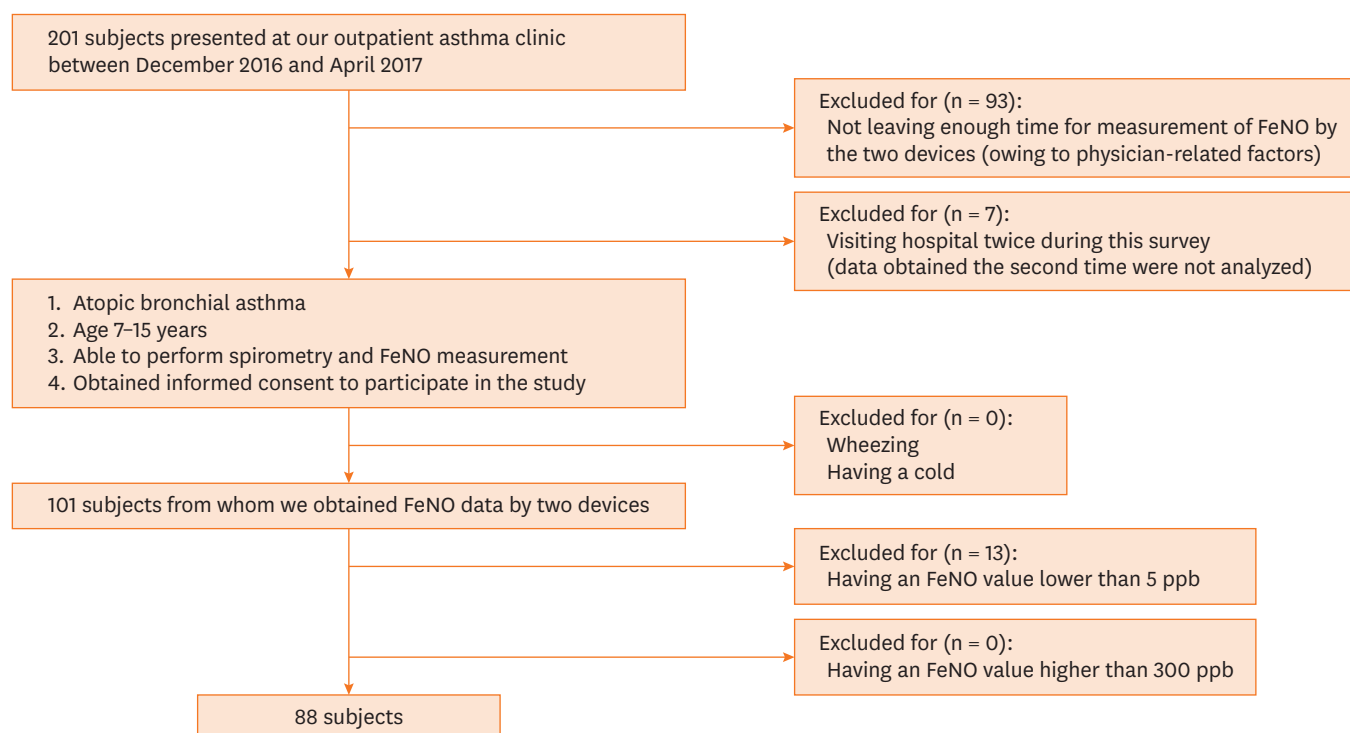 201 subjects presented at our outpatient asthma clinic
between December 2016 and April 2017
Excluded for (n = 93):
Not leaving enough time for measurement of FeNO by
the two devices (owing to physician-related factors)
Excluded for (n = 7):
Visiting hospital twice during this survey
(data obtained the second time were not analyzed)
1. Atopic bronchial asthma
2. Age 7–15 years
3. Able to perform spirometry and FeNO measurement
4. Obtained informed consent to participate in the study
Excluded for (n = 0):
Wheezing
Having a cold
101 subjects from whom we obtained FeNO data by two devices
Excluded for (n = 13):
Having an FeNO value lower than 5 ppb
Excluded for (n = 0):
Having an FeNO value higher than 300 ppb
88 subjects